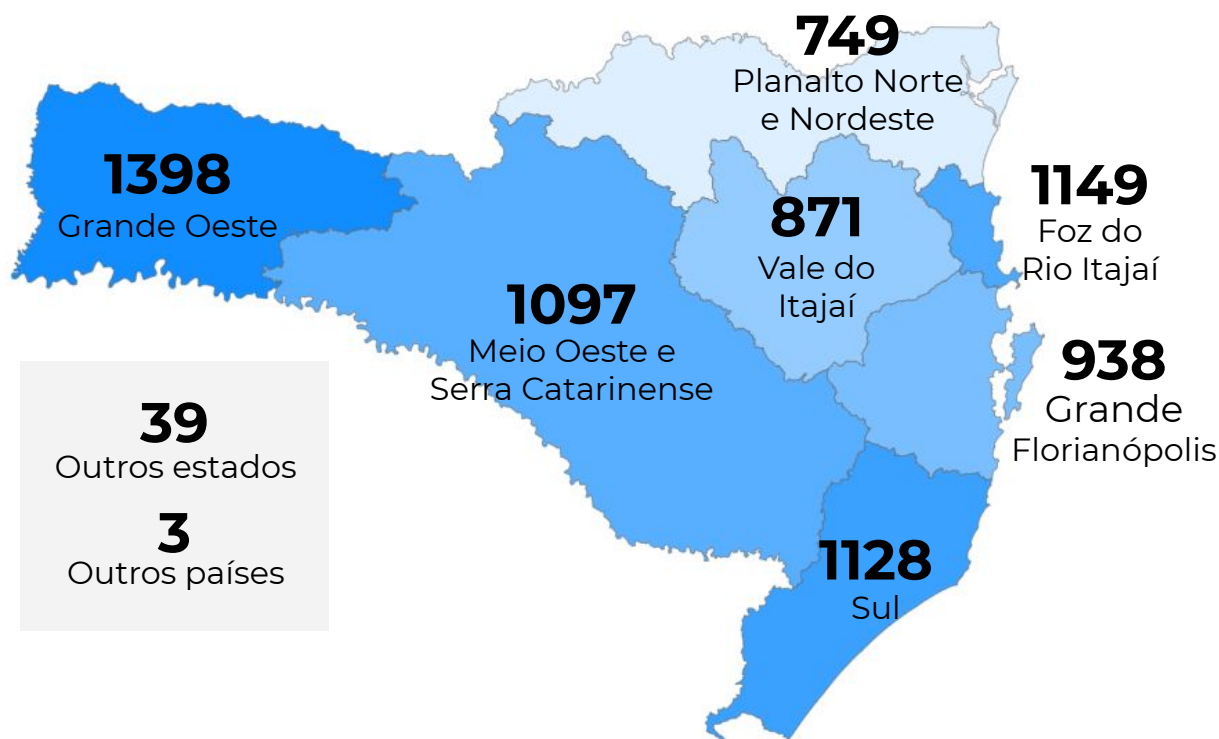 749
Planalto Norte
e Nordeste
1398
Grande Oeste
1149
Foz do
Rio Itajaí
871
Vale do
Itajaí
1097
Meio Oeste e
Serra Catarinense
938
Grande
Florianópolis
39
Outros estados
3
Outros países
1128
Sul